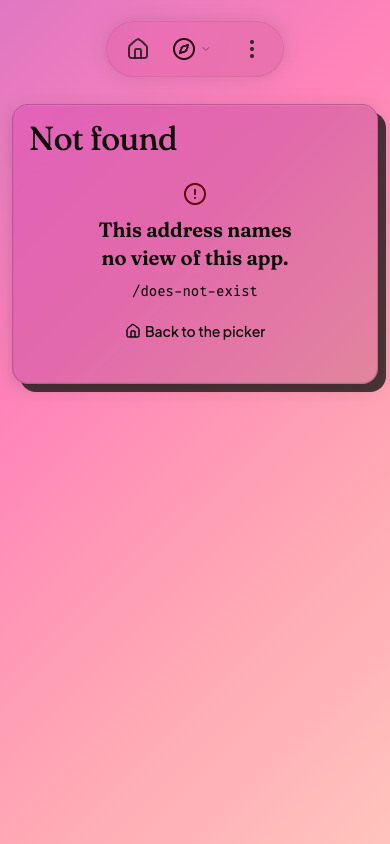 Not found
This address names
no view of this app.
/does-not-exist
Back to the picker